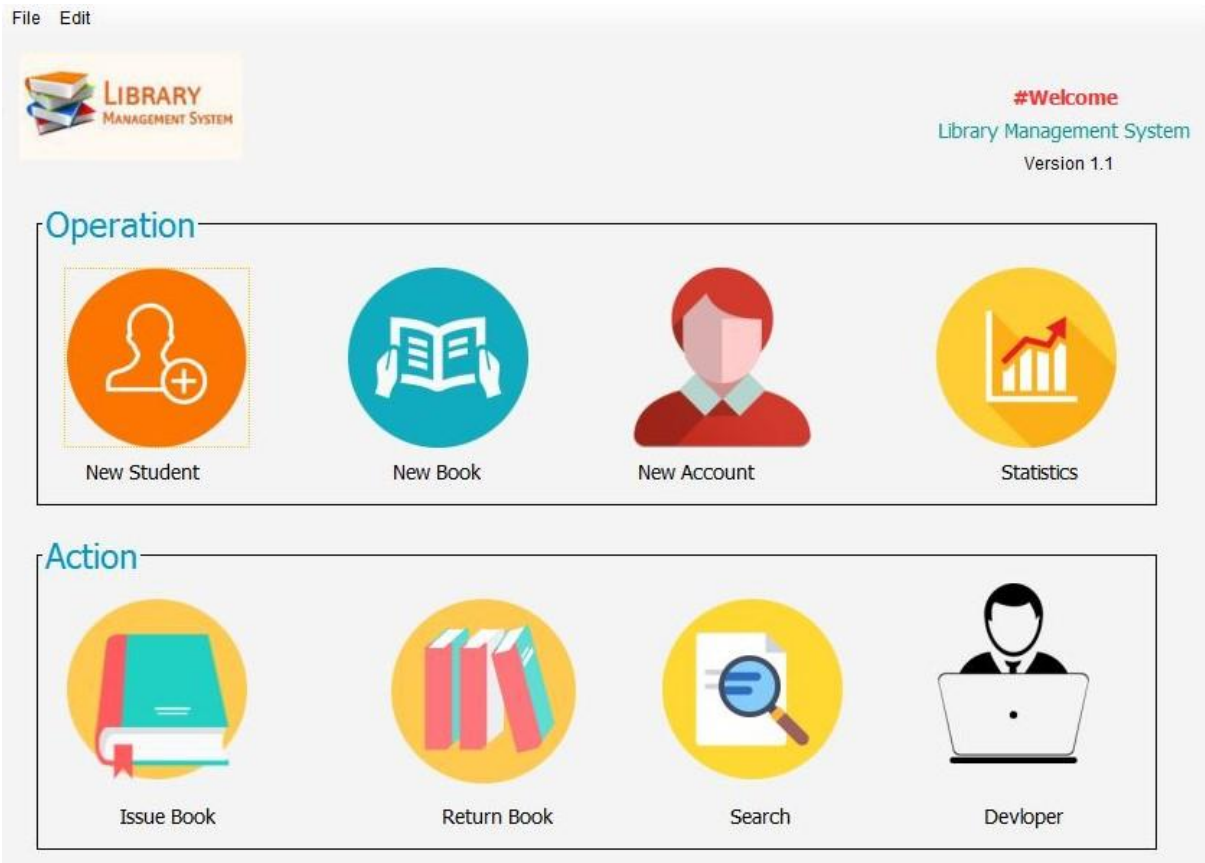 File Edit
LIBRARY
MANAGEMENT SYSTEM
#Welcome
Library Management System
Version 1.1
Operation
New Student New Book New Account Statistics
Action
Issue Book Return Book Search Devloper